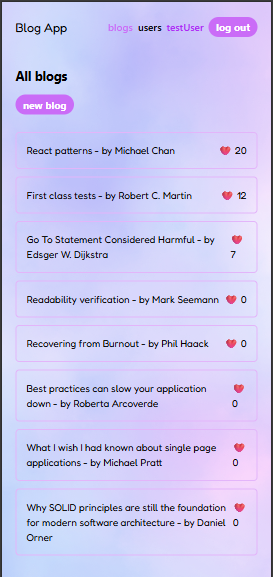 Blog App blogs users testUser log out
All blogs
new blog
React patterns - by Michael Chan ❤️ 20
First class tests - by Robert C. Martin ❤️ 12
Go To Statement Considered Harmful - by ❤️
Edsger W. Dijkstra 7
Readability verification - by Mark Seemann ❤️ 0
Recovering from Burnout - by Phil Haack ❤️ 0
Best practices can slow your application ❤️
down - by Roberta Arcoverde 0
What I wish I had known about single page ❤️
applications - by Michael Pratt 0
Why SOLID principles are still the foundation ❤️
for modern software architecture - by Daniel 0
Orner